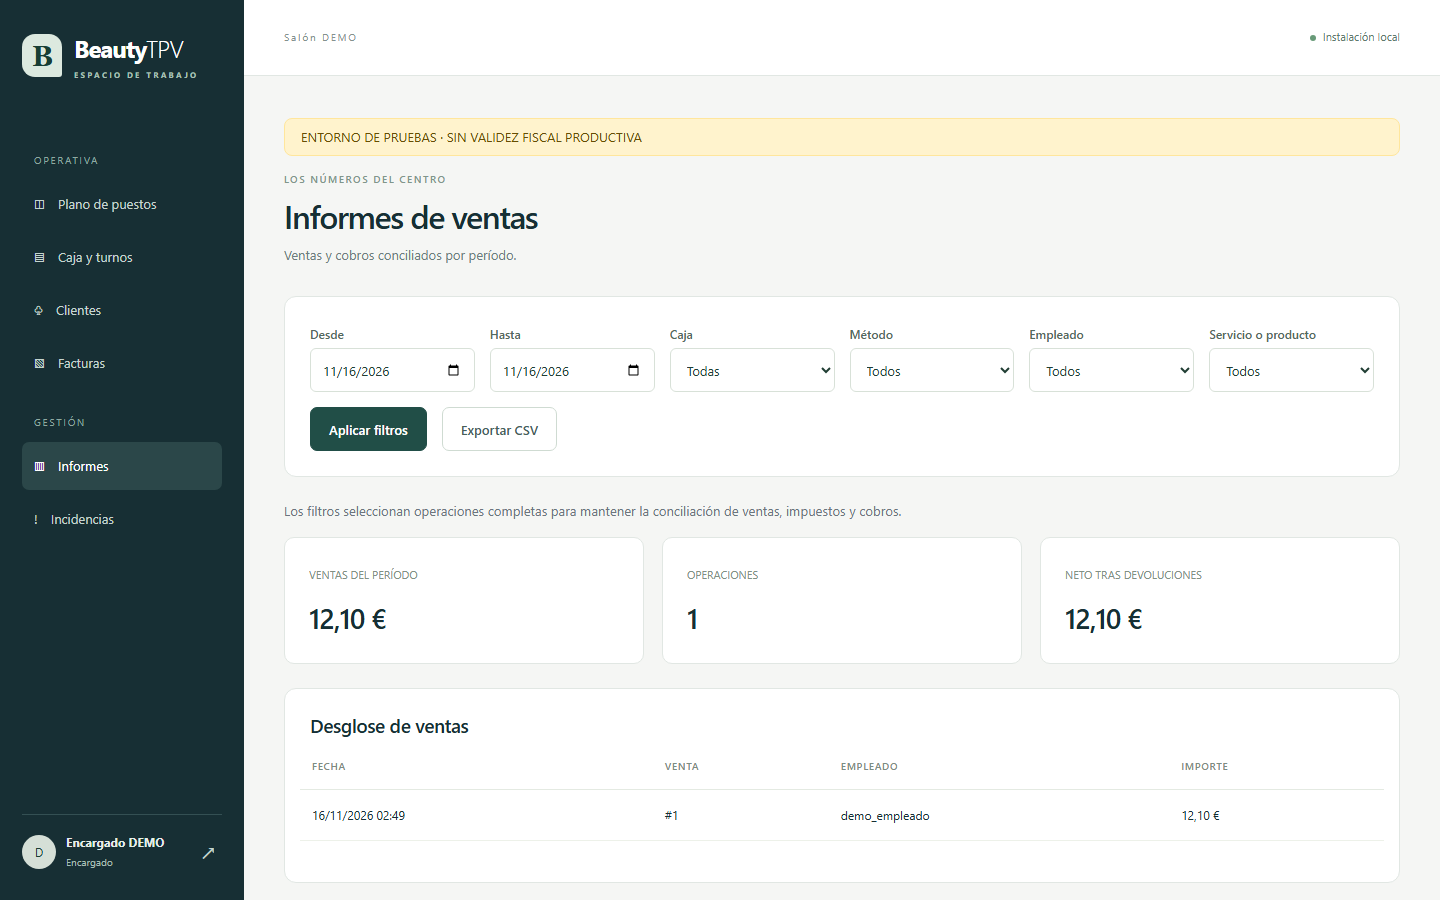 B
BeautyTPV
ESPACIO DE TRABAJO
OPERATIVA
Plano de puestos
Caja y turnos
Clientes
Facturas
GESTIÓN
Informes
! Incidencias
D
Encargado DEMO
Encargado
Salón DEMO
Instalación local
ENTORNO DE PRUEBAS · SIN VALIDEZ FISCAL PRODUCTIVA
LOS NÚMEROS DEL CENTRO
Informes de ventas
Ventas y cobros conciliados por período.
Desde Hasta Caja Método Empleado Servicio o producto
11/16/2026 11/16/2026 Todas Todos Todos Todos
Aplicar filtros Exportar CSV
Los filtros seleccionan operaciones completas para mantener la conciliación de ventas, impuestos y cobros.
VENTAS DEL PERÍODO OPERACIONES NETO TRAS DEVOLUCIONES
12,10 € 1 12,10 €
Desglose de ventas
FECHA VENTA EMPLEADO IMPORTE
16/11/2026 02:49 #1 demo_empleado 12,10 €